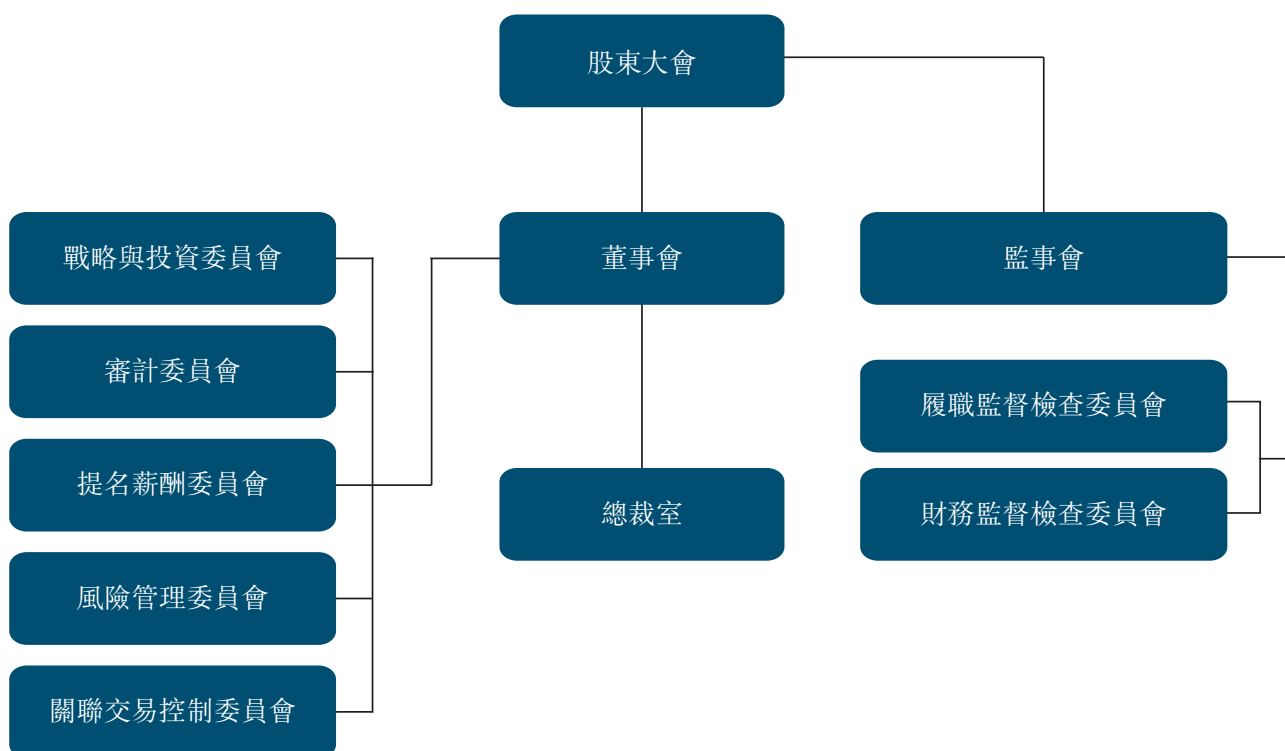 股東大會
戰略與投資委員會
董事會
監事會
審計委員會
履職監督檢查委員會
提名薪酬委員會
總裁室
財務監督檢查委員會
風險管理委員會
關聯交易控制委員會